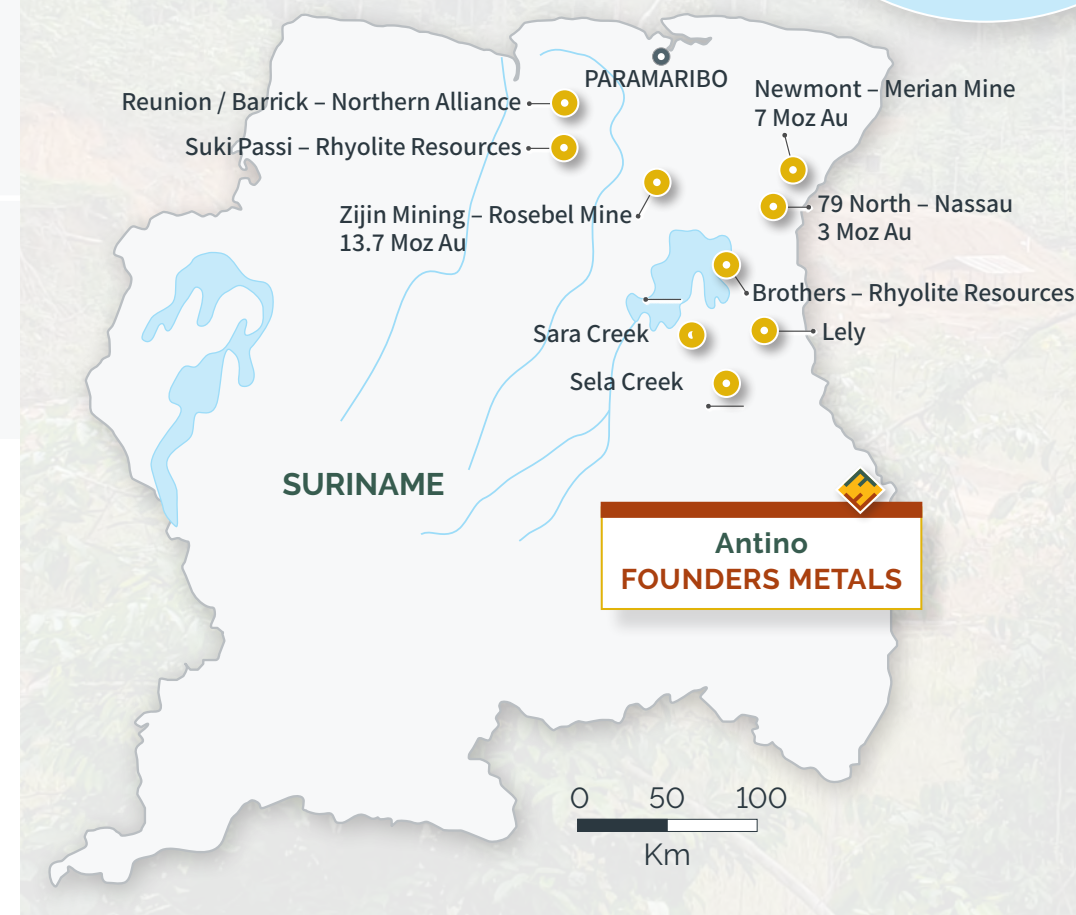 PARAMARIBO
Newmont – Merian Mine
7 Moz Au
Reunion / Barrick – Northern Alliance
Suki Passi – Rhyolite Resources
Zijin Mining – Rosebel Mine
13.7 Moz Au
79 North – Nassau
3 Moz Au
Brothers – Rhyolite Resources
Sara Creek
Lely
Sela Creek
SURINAME
Antino
FOUNDERS METALS
0 50 100
Km